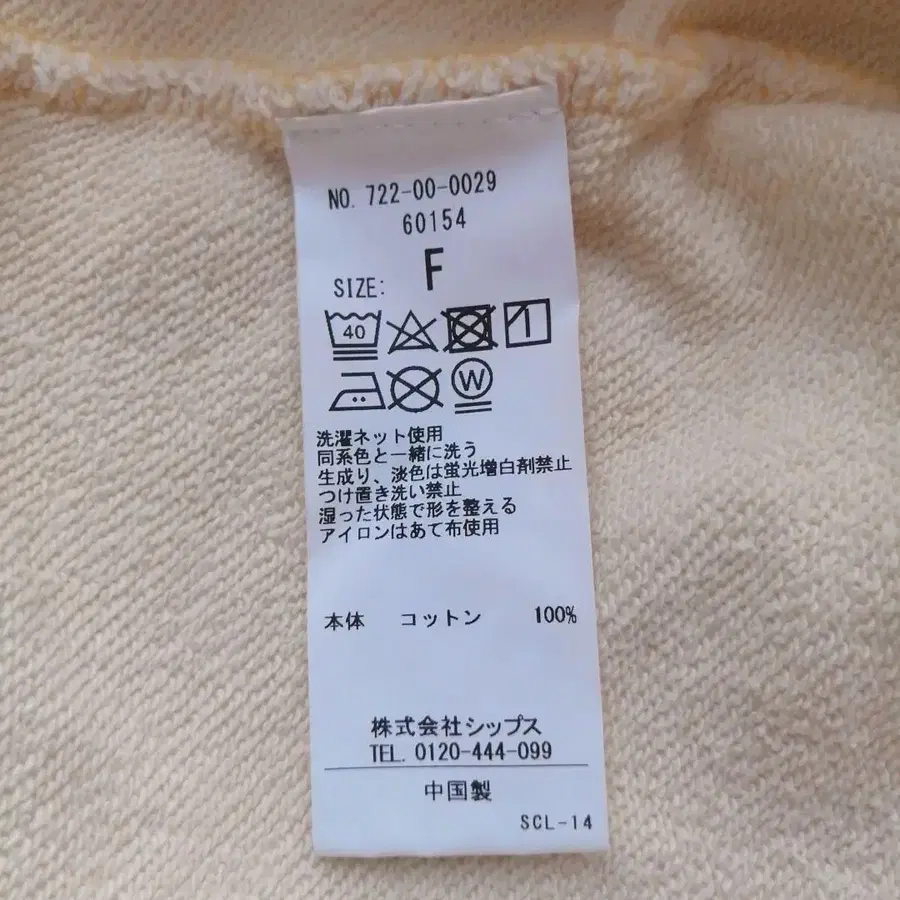 NO. 722-00-0029
60154
SIZE: F
40
W
洗濯ネット使用
同系色と一緒に洗う
生成り、淡色は蛍光増白剤禁止
つけ置き洗い禁止
湿った状態で形を整える
アイロンはあて布使用
本体 コットン 100%
株式会社シップス
TEL. 0120-444-099
中国製
SCL-14